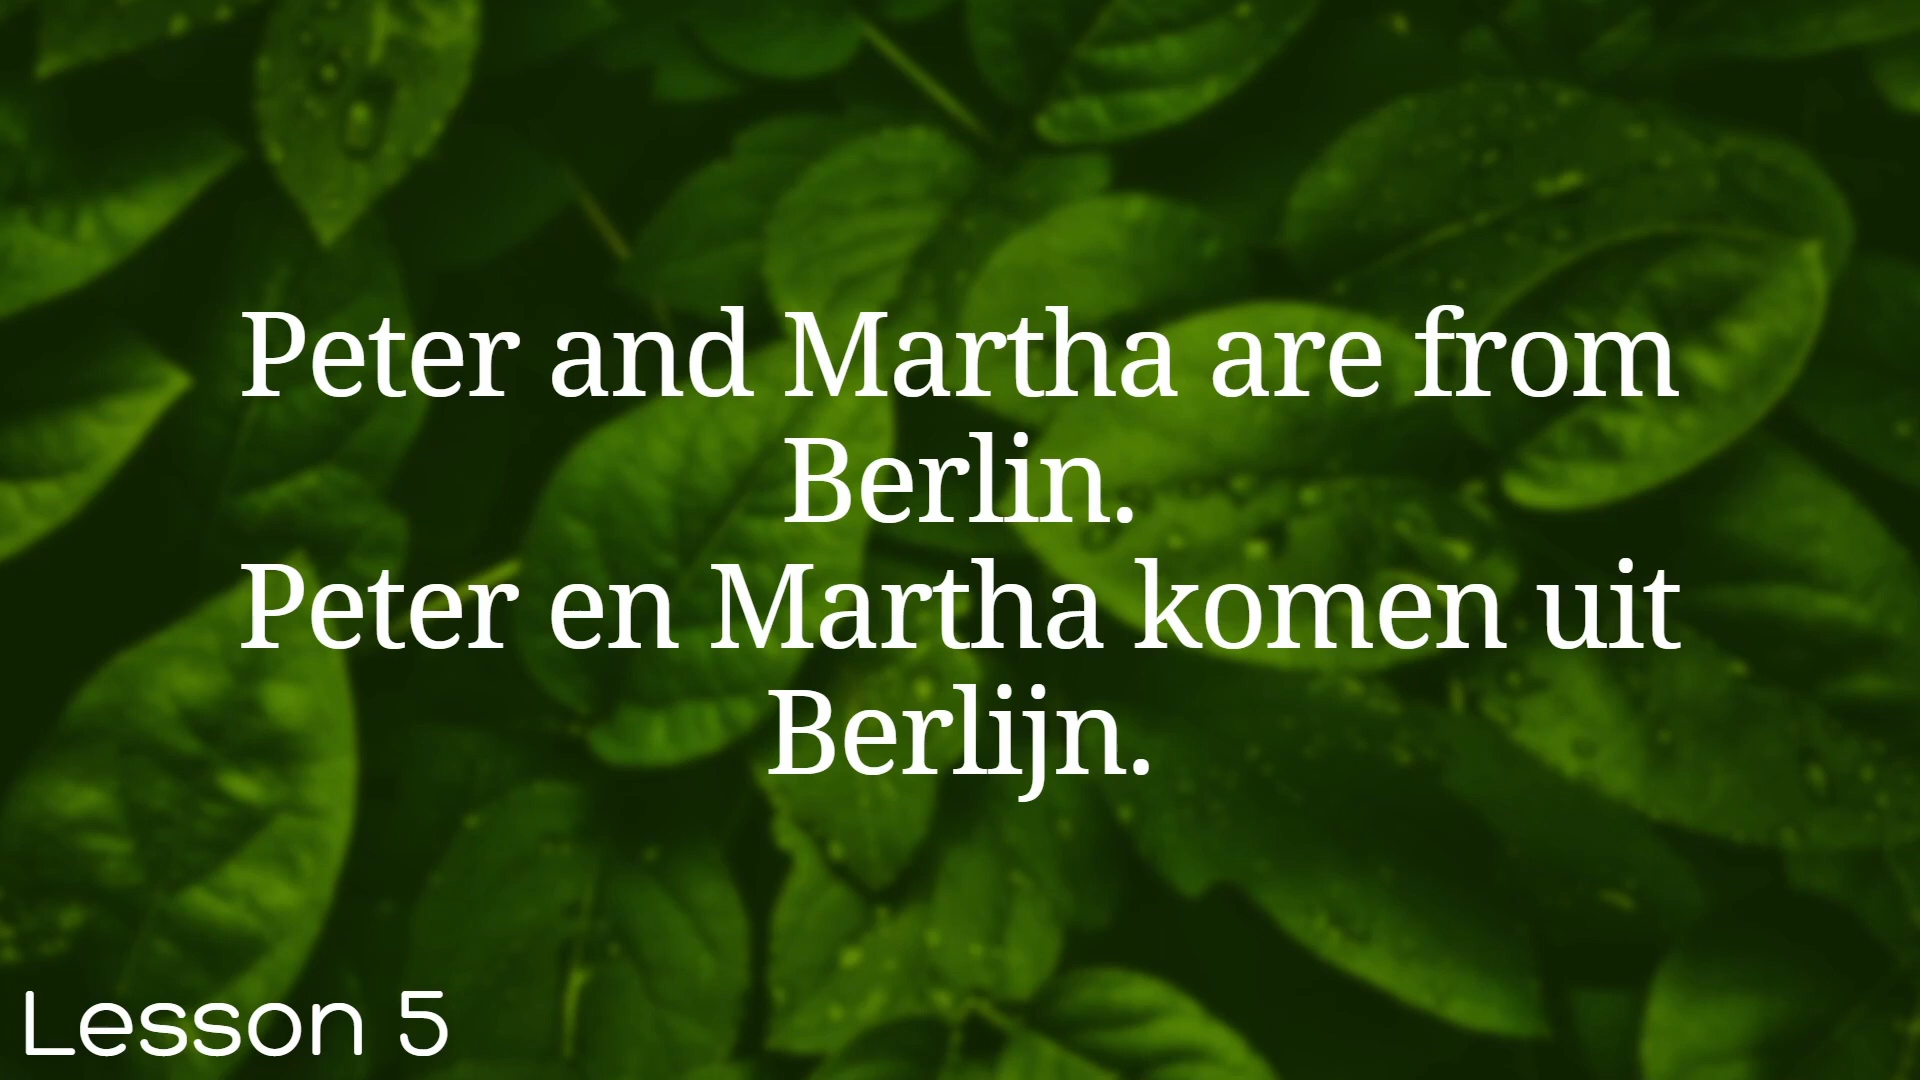 Peter and Martha are from
Berlin.
Peter en Martha komen uit
Berlijn.
Lesson 5